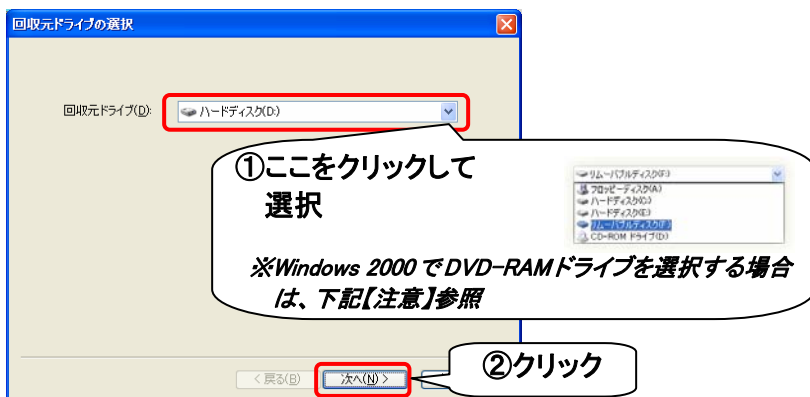 回収元ドライブの選択
回収元ドライブ(D):
ハードディスク(D:)
①ここをクリックして
選択
リムーバブルディスク(F:)
フロッピーディスク(A)
ハードディスク(C:)
ハードディスク(E:)
リムーバブルディスク(F:)
CD-ROM ドライブ(D:)
※Windows 2000でDVD-RAMドライブを選択する場合
は、下記【注意】参照
<戻る(B)
次へ(N)>
②クリック